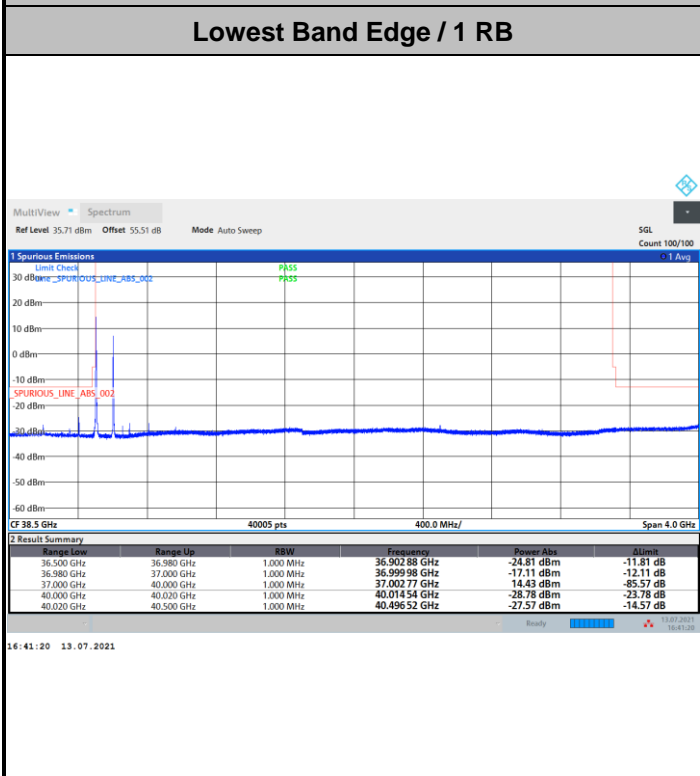 Lowest Band Edge / 1 RB
MultiView Spectrum
Ref Level 35.71 dBm Offset 55.51 dB Mode Auto Sweep SGL
Count 100/100
1 Spurious Emissions 1 Avg
Limit Check PASS
30 dBm Line _SPURIOUS_LINE_ABS_002 PASS
20 dBm
10 dBm
0 dBm
-10 dBm
_SPURIOUS_LINE_ABS_002
-20 dBm
-30 dBm
-40 dBm
-50 dBm
-60 dBm
CF 38.5 GHz 40005 pts 400.0 MHz/ Span 4.0 GHz
2 Result Summary
Range Low Range Up RBW Frequency Power Abs ΔLimit
36.500 GHz 36.980 GHz 1.000 MHz 36.902 88 GHz -24.81 dBm -11.81 dB
36.980 GHz 37.000 GHz 1.000 MHz 36.999 98 GHz -17.11 dBm -12.11 dB
37.000 GHz 40.000 GHz 1.000 MHz 37.002 77 GHz 14.43 dBm -85.57 dB
40.000 GHz 40.020 GHz 1.000 MHz 40.014 54 GHz -28.78 dBm -23.78 dB
40.020 GHz 40.500 GHz 1.000 MHz 40.496 52 GHz -27.57 dBm -14.57 dB
Ready 13.07.2021
16:41:20
16:41:20 13.07.2021